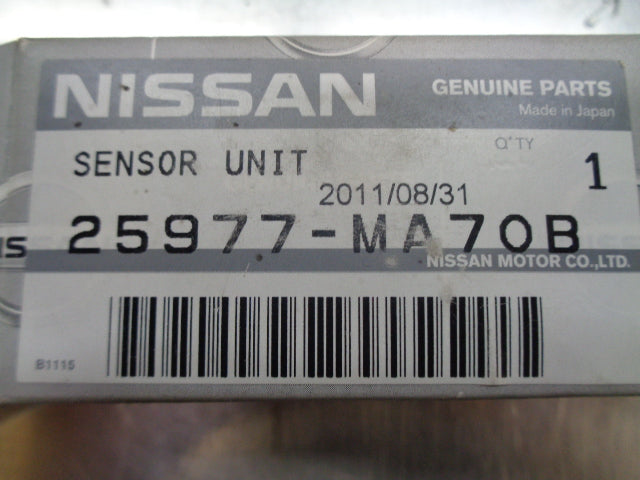 NISSAN
GENUINE PARTS
Made in Japan
SENSOR UNIT
Q'TY
1
2011/08/31
25977-MA70B
NISSAN MOTOR CO.,LTD.
B1115